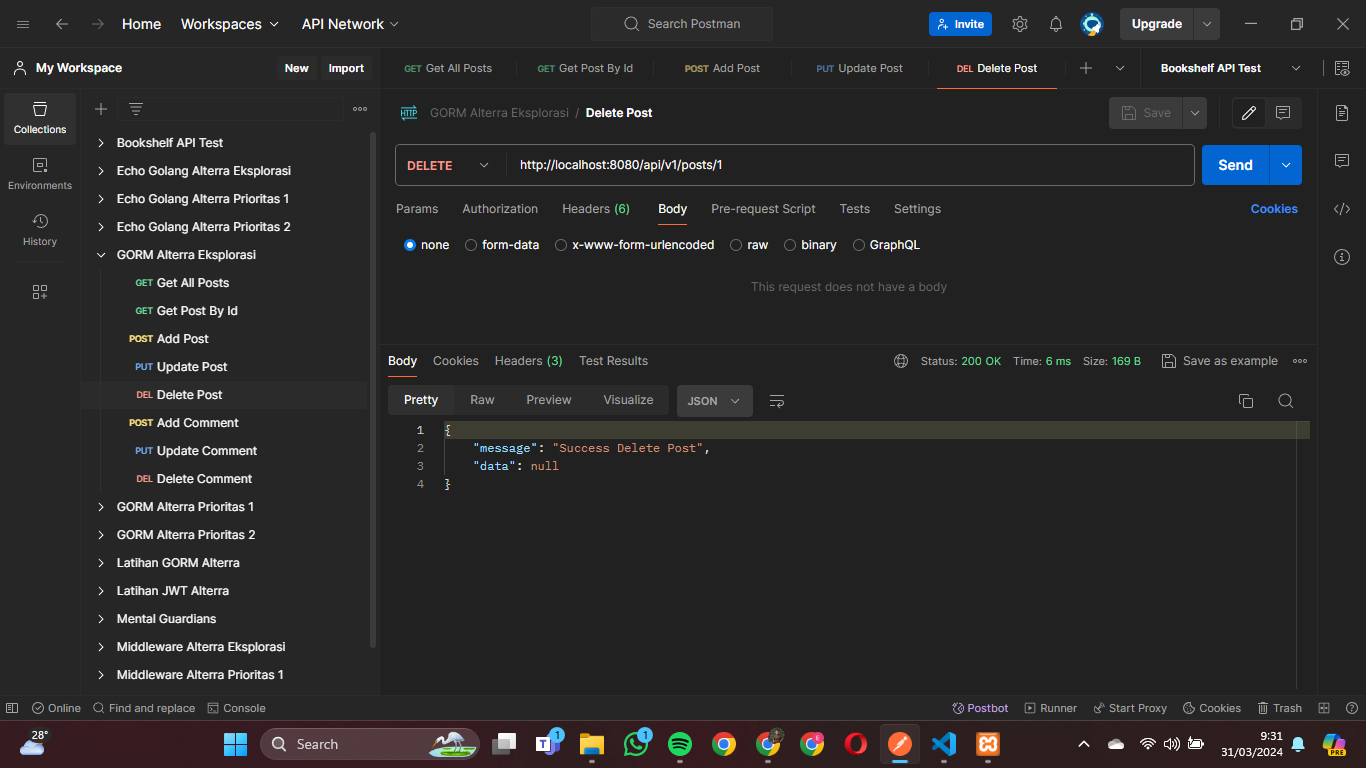 Home Workspaces API Network Search Postman Invite Upgrade
My Workspace New Import GET Get All Posts GET Get Post By Id POST Add Post PUT Update Post DEL Delete Post Bookshelf API Test
Collections
Environments
History
Bookshelf API Test
Echo Golang Alterra Eksplorasi
Echo Golang Alterra Prioritas 1
Echo Golang Alterra Prioritas 2
GORM Alterra Eksplorasi
GET Get All Posts
GET Get Post By Id
POST Add Post
PUT Update Post
DEL Delete Post
POST Add Comment
PUT Update Comment
DEL Delete Comment
GORM Alterra Prioritas 1
GORM Alterra Prioritas 2
Latihan GORM Alterra
Latihan JWT Alterra
Mental Guardians
Middleware Alterra Eksplorasi
Middleware Alterra Prioritas 1
HTTP GORM Alterra Eksplorasi / Delete Post Save
DELETE http://localhost:8080/api/v1/posts/1 Send
Params Authorization Headers (6) Body Pre-request Script Tests Settings Cookies
none form-data x-www-form-urlencoded raw binary GraphQL
This request does not have a body
Body Cookies Headers (3) Test Results Status: 200 OK Time: 6 ms Size: 169 B Save as example
Pretty Raw Preview Visualize JSON
1 {
2 "message": "Success Delete Post",
3 "data": null
4 }
Online Find and replace Console Postbot Runner Start Proxy Cookies Trash
28° Search 1 1 9:31
31/03/2024 PRE